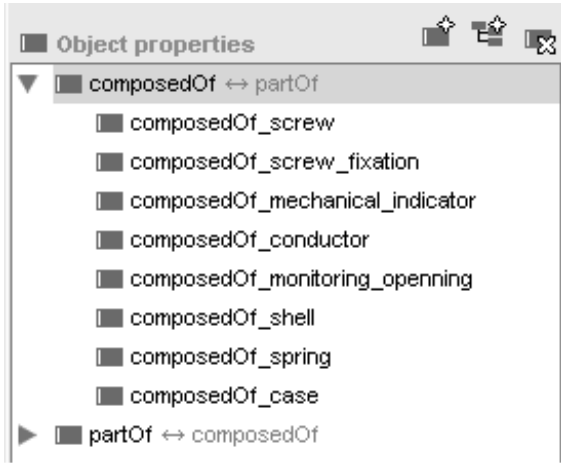 Object properties
composedOf ↔ partOf
composedOf_screw
composedOf_screw_fixation
composedOf_mechanical_indicator
composedOf_conductor
composedOf_monitoring_openning
composedOf_shell
composedOf_spring
composedOf_case
partOf ↔ composedOf